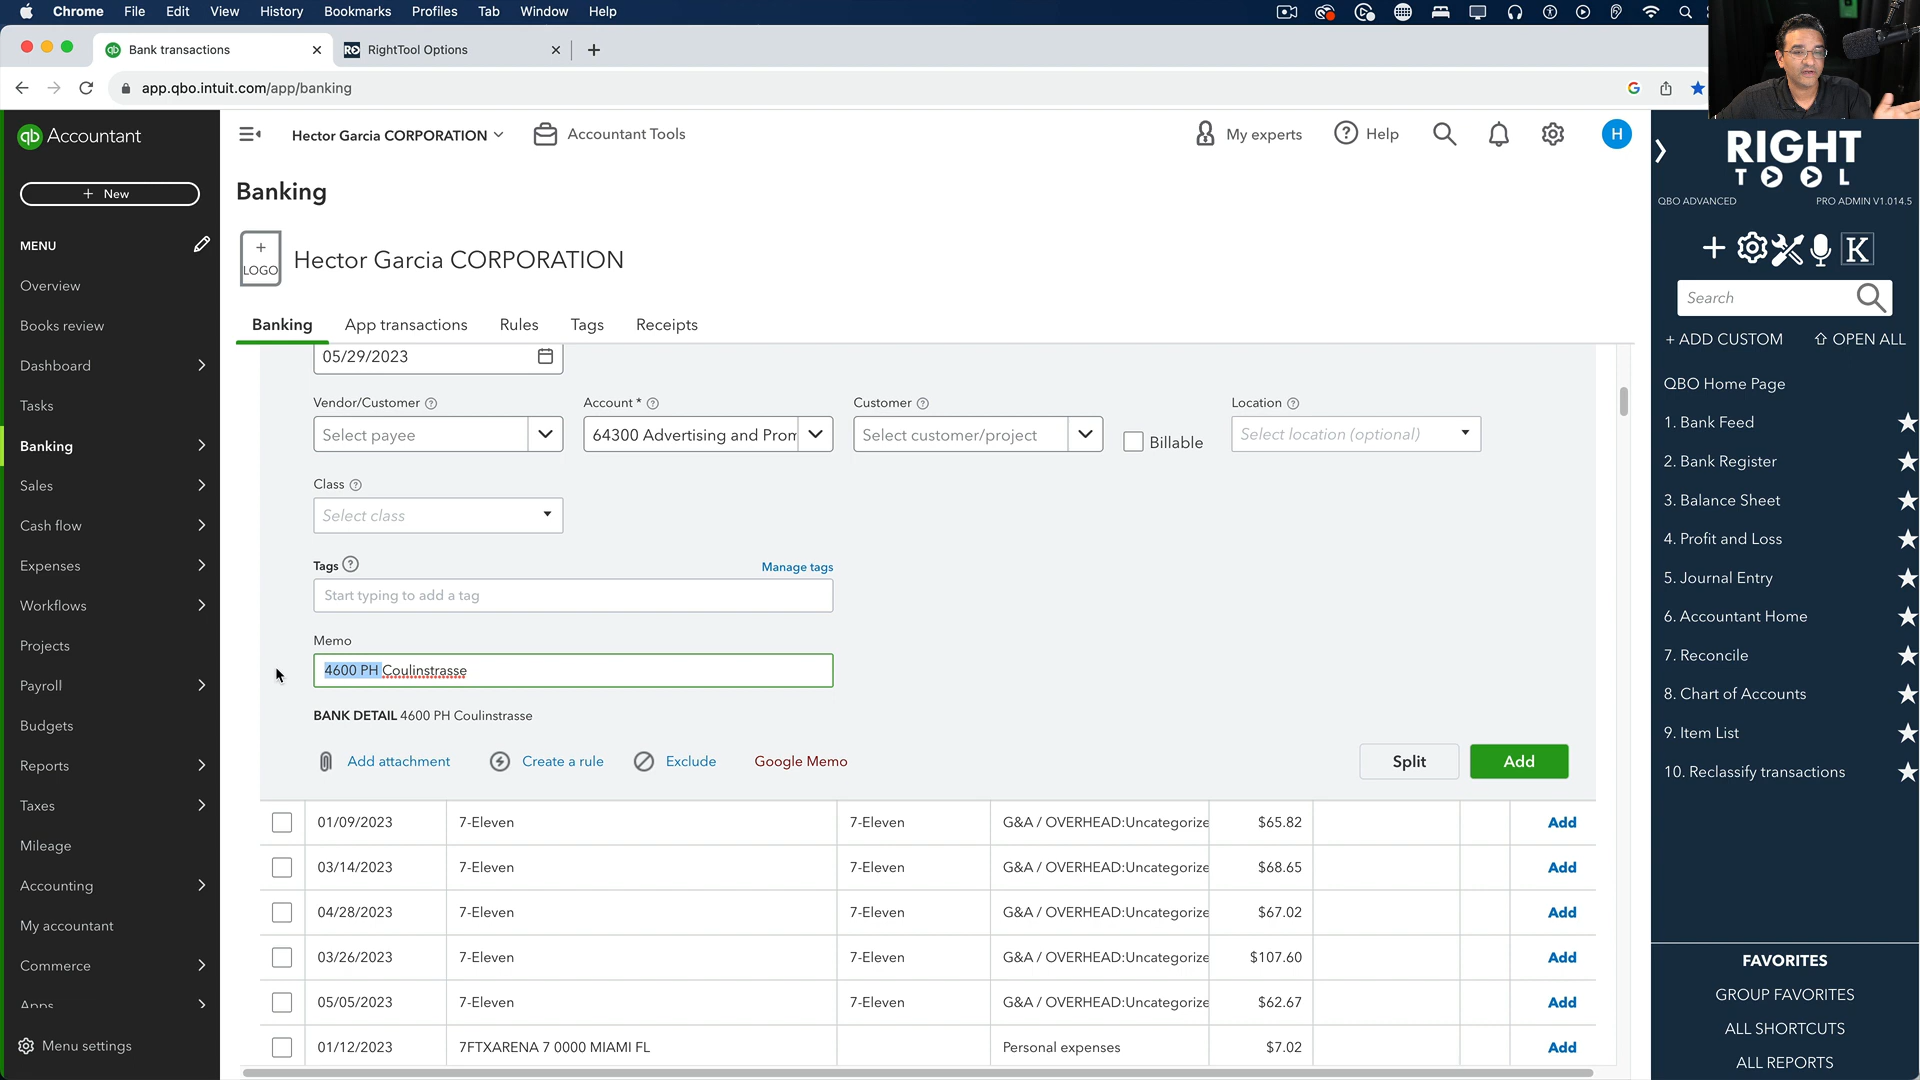 Chrome File Edit View History Bookmarks Profiles Tab Window Help
Bank transactions
RightTool Options
app.qbo.intuit.com/app/banking
qb Accountant
+ New
MENU
Overview
Books review
Dashboard
Tasks
Banking
Sales
Cash flow
Expenses
Workflows
Projects
Payroll
Budgets
Reports
Taxes
Mileage
Accounting
My accountant
Commerce
Apps
Menu settings
Hector Garcia CORPORATION
Accountant Tools
My experts
Help
H
Banking
+ LOGO
Hector Garcia CORPORATION
Banking App transactions Rules Tags Receipts
05/29/2023
Vendor/Customer Account * Customer Location
Select payee 64300 Advertising and Prom Select customer/project Billable Select location (optional)
Class
Select class
Tags Manage tags
Start typing to add a tag
Memo
4600 PH Coulinstrasse
BANK DETAIL 4600 PH Coulinstrasse
Add attachment Create a rule Exclude Google Memo Split Add
01/09/2023 7-Eleven 7-Eleven G&A / OVERHEAD:Uncategorize $65.82 Add
03/14/2023 7-Eleven 7-Eleven G&A / OVERHEAD:Uncategorize $68.65 Add
04/28/2023 7-Eleven 7-Eleven G&A / OVERHEAD:Uncategorize $67.02 Add
03/26/2023 7-Eleven 7-Eleven G&A / OVERHEAD:Uncategorize $107.60 Add
05/05/2023 7-Eleven 7-Eleven G&A / OVERHEAD:Uncategorize $62.67 Add
01/12/2023 7FTXARENA 7 0000 MIAMI FL Personal expenses $7.02 Add
RIGHT
TOOL
QBO ADVANCED PRO ADMIN V1.014.5
K
Search
+ ADD CUSTOM OPEN ALL
QBO Home Page
1. Bank Feed
2. Bank Register
3. Balance Sheet
4. Profit and Loss
5. Journal Entry
6. Accountant Home
7. Reconcile
8. Chart of Accounts
9. Item List
10. Reclassify transactions
FAVORITES
GROUP FAVORITES
ALL SHORTCUTS
ALL REPORTS